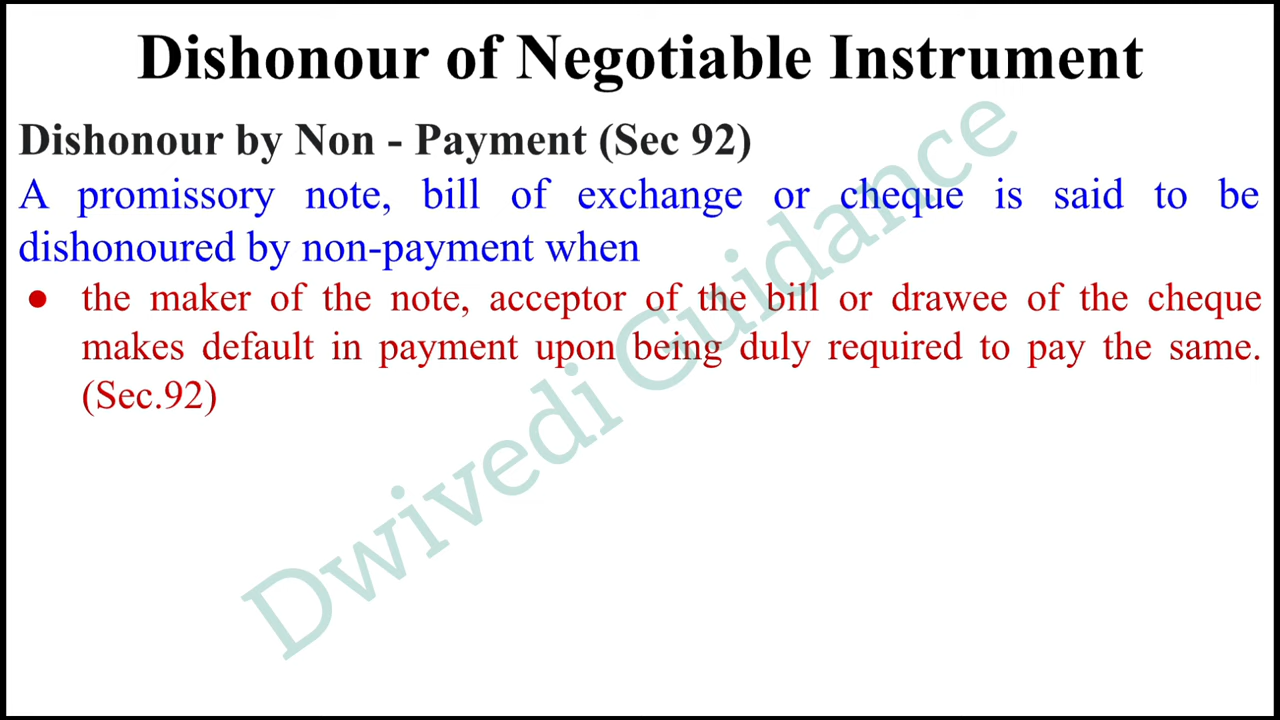 Dishonour of Negotiable Instrument
Dishonour by Non - Payment (Sec 92)
A promissory note, bill of exchange or cheque is said to be
dishonoured by non-payment when
● the maker of the note, acceptor of the bill or drawee of the cheque
makes default in payment upon being duly required to pay the same.
(Sec.92)
Dwivedi Guidance